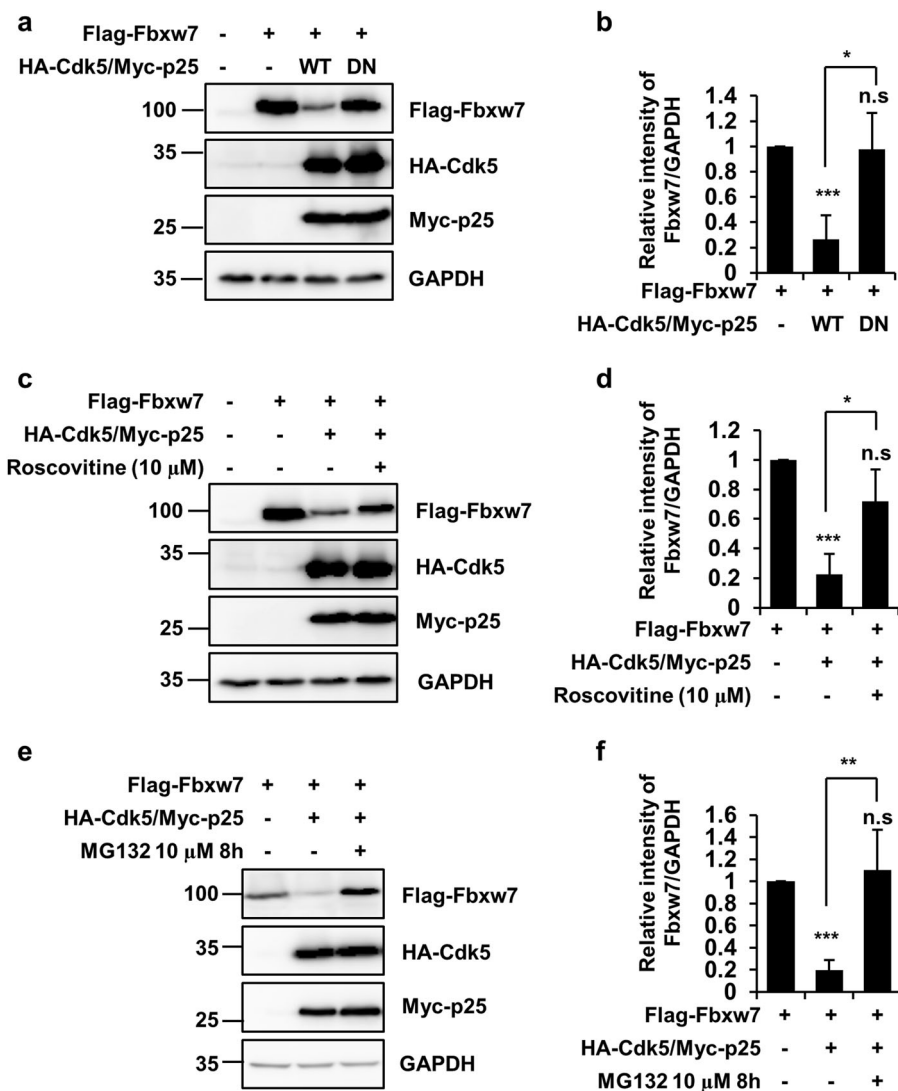 a
Flag-Fbxw7 - + + +
HA-Cdk5/Myc-p25 - - WT DN
100 Flag-Fbxw7
35 HA-Cdk5
25 Myc-p25
35 GAPDH
b
Relative intensity of
Fbxw7/GAPDH
*
n.s
***
1.4
1.2
1
0.8
0.6
0.4
0.2
0
Flag-Fbxw7 + + +
HA-Cdk5/Myc-p25 - WT DN
c
Flag-Fbxw7 - + + +
HA-Cdk5/Myc-p25 - - + +
Roscovitine (10 μM) - - - +
100 Flag-Fbxw7
35 HA-Cdk5
25 Myc-p25
35 GAPDH
d
Relative intensity of
Fbxw7/GAPDH
*
n.s
***
1.2
1
0.8
0.6
0.4
0.2
0
Flag-Fbxw7 + + +
HA-Cdk5/Myc-p25 - + +
Roscovitine (10 μM) - - +
e
Flag-Fbxw7 + + +
HA-Cdk5/Myc-p25 - + +
MG132 10 μM 8h - - +
100 Flag-Fbxw7
35 HA-Cdk5
25 Myc-p25
35 GAPDH
f
Relative intensity of
Fbxw7/GAPDH
**
n.s
***
1.6
1.4
1.2
1
0.8
0.6
0.4
0.2
0
Flag-Fbxw7 + + +
HA-Cdk5/Myc-p25 - + +
MG132 10 μM 8h - - +